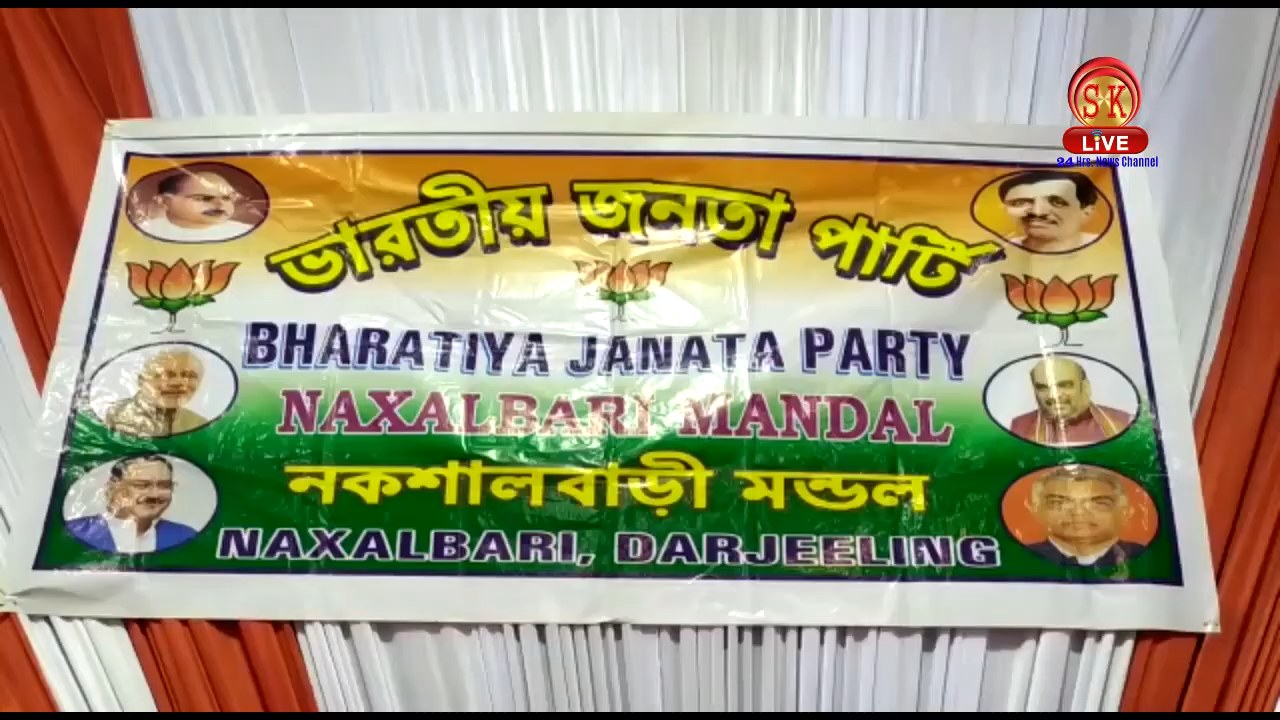 SK
LiVE
24 Hrs. News Channel
ভারতীয় জনতা পার্টি
BHARATIYA JANATA PARTY
NAXALBARI MANDAL
নকশালবাড়ী মন্ডল
NAXALBARI, DARJEELING